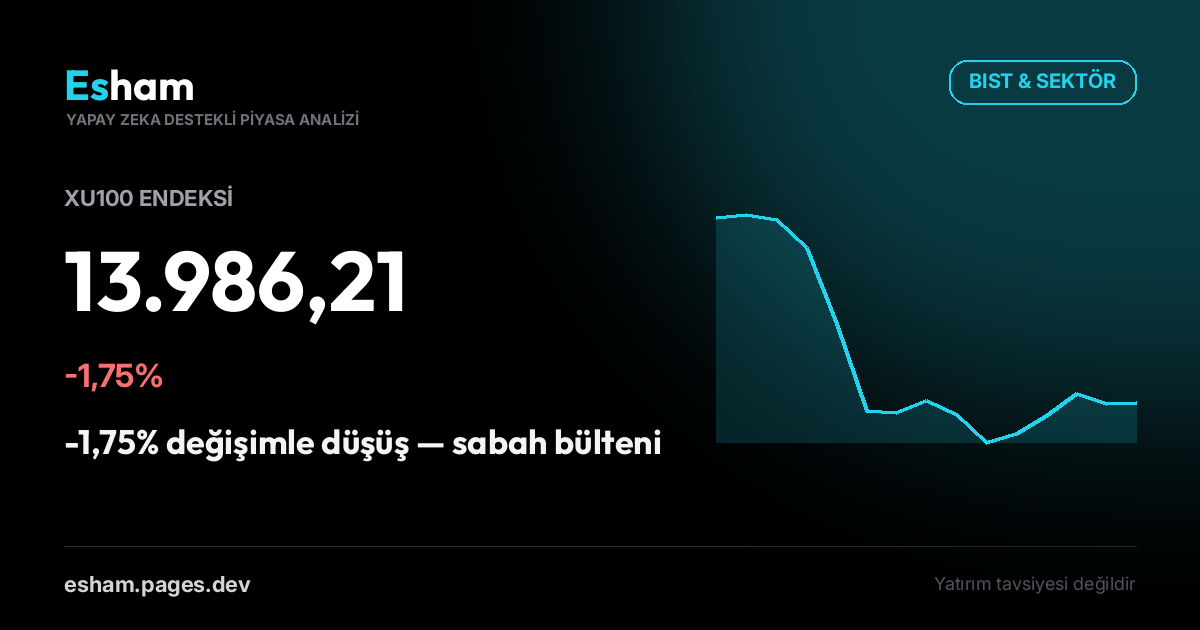 Esham
YAPAY ZEKA DESTEKLİ PİYASA ANALİZİ
BIST & SEKTÖR
XU100 ENDEKSİ
13.986,21
-1,75%
-1,75% değişimle düşüş — sabah bülteni
esham.pages.dev
Yatırım tavsiyesi değildir